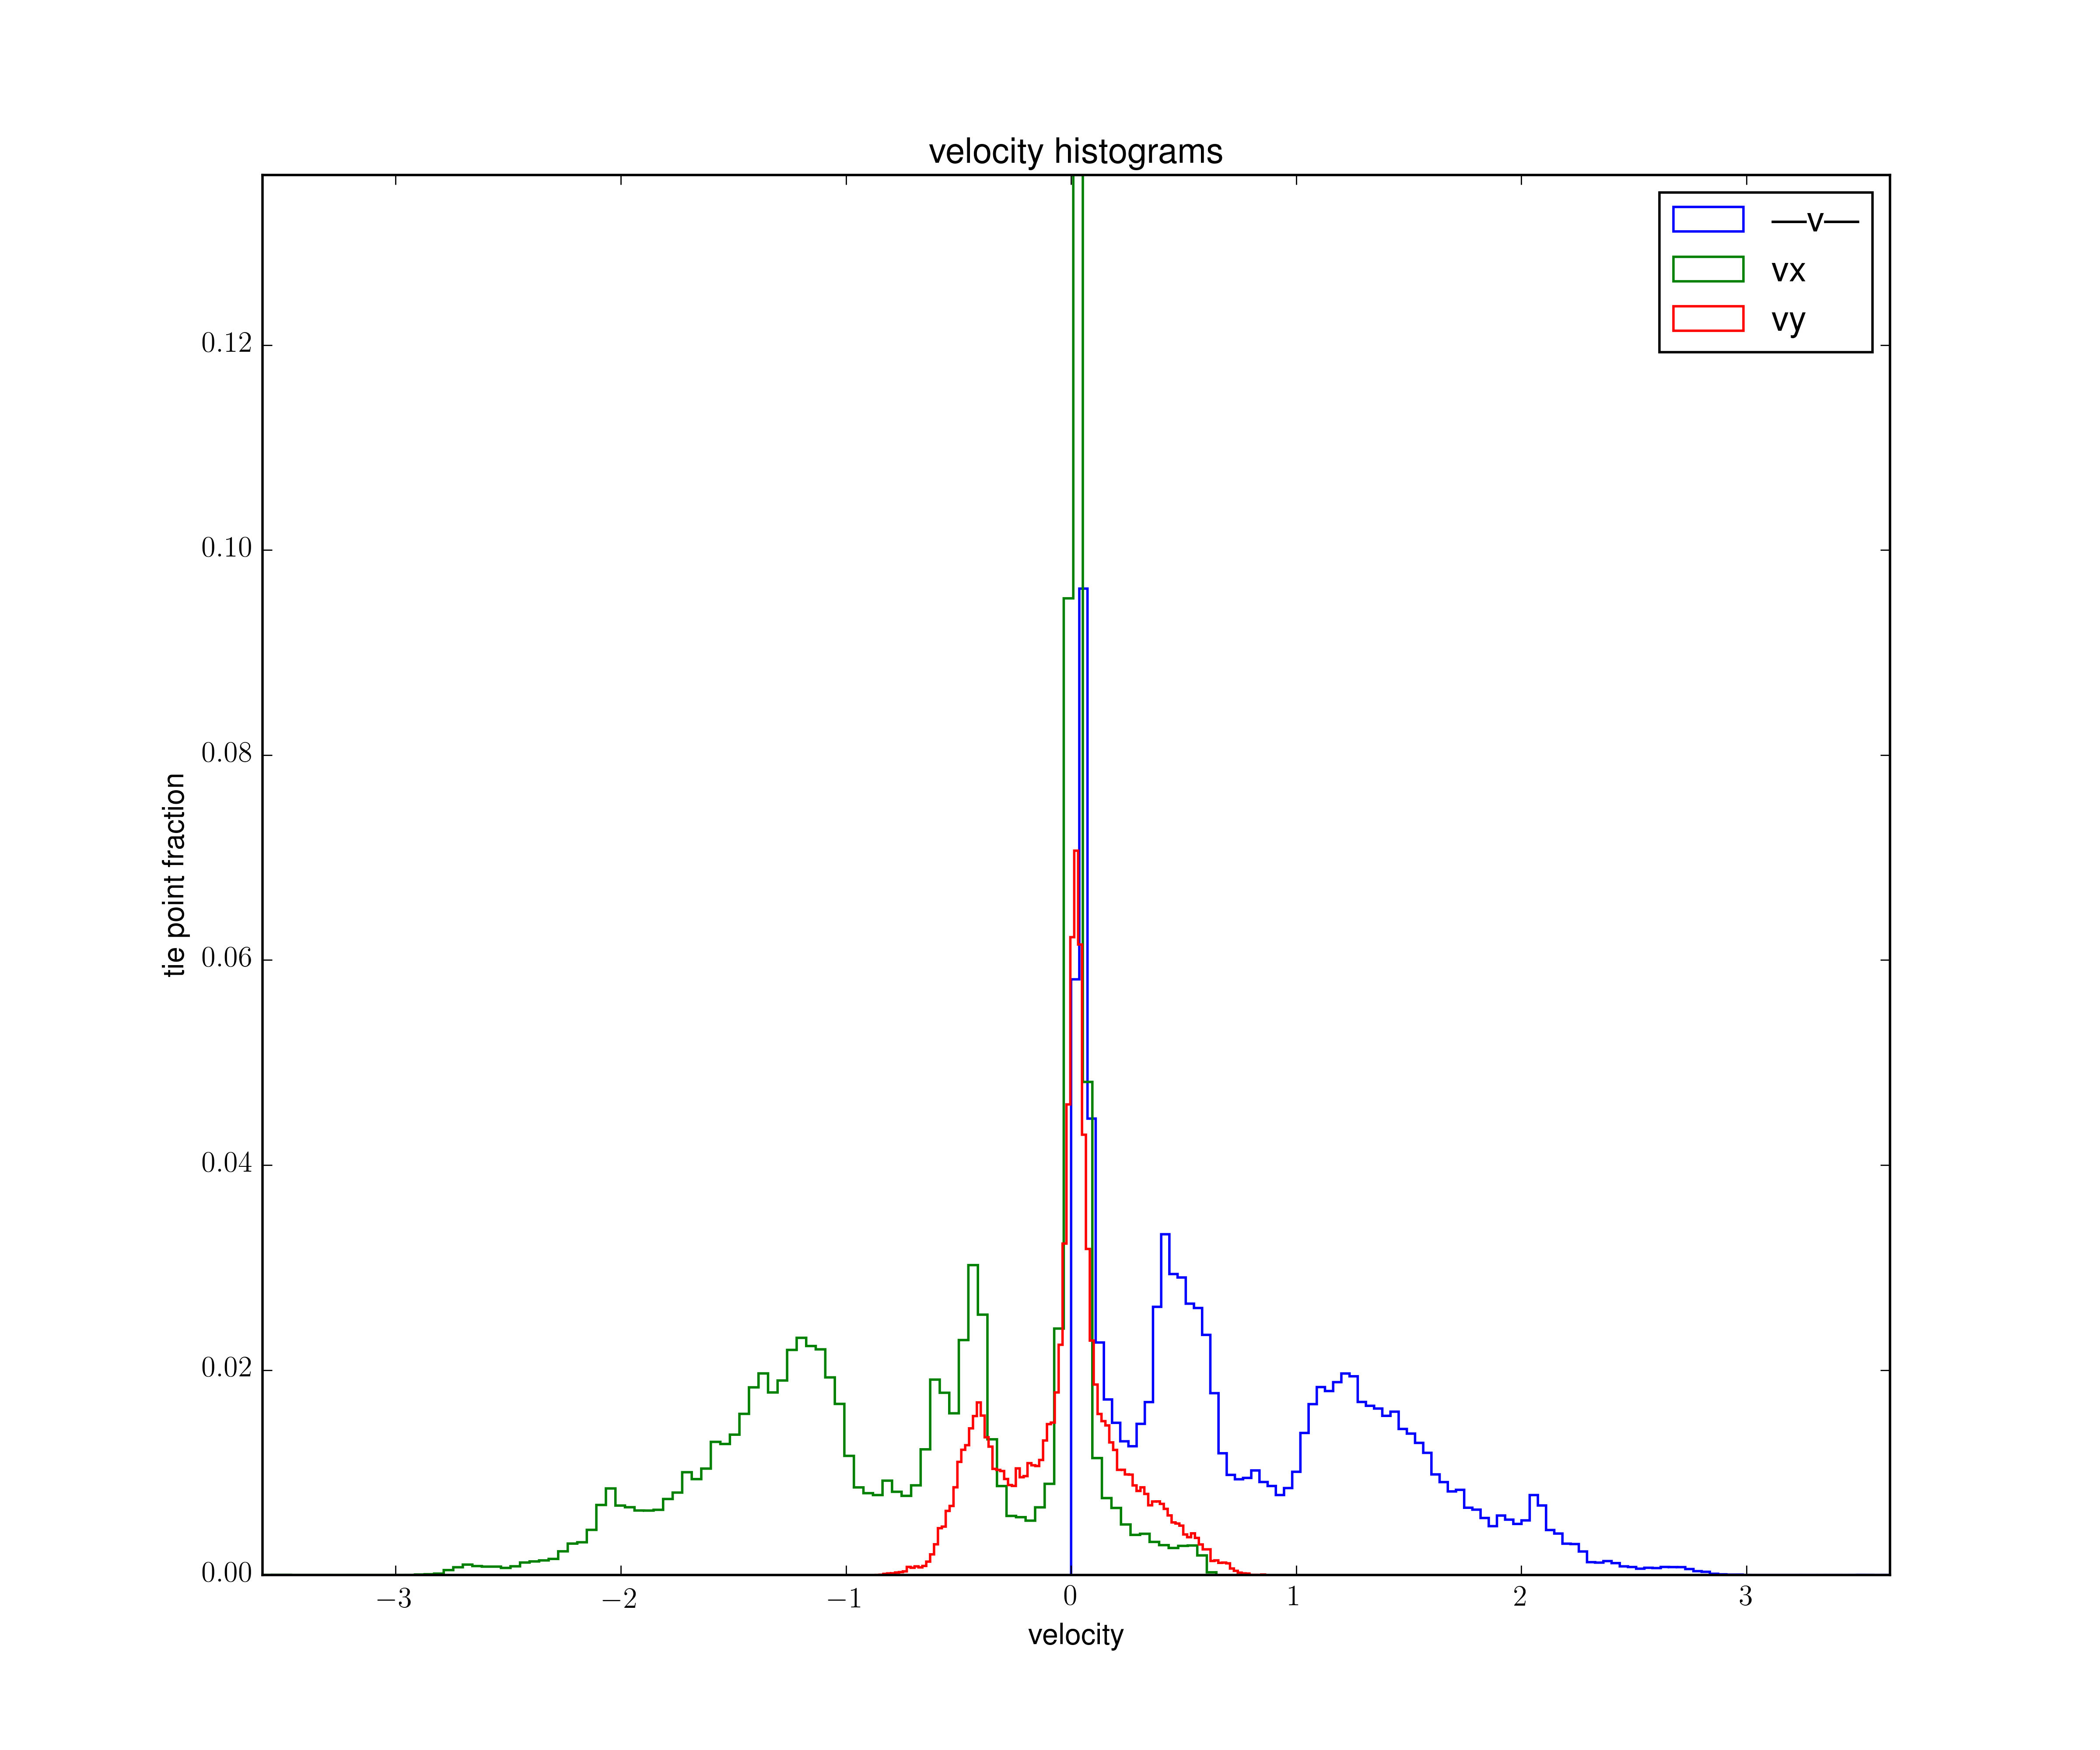 velocity histograms
—v—
vx
vy
0.12
0.10
0.08
0.06
0.04
0.02
0.00
tie point fraction
−3 −2 −1 0 1 2 3
velocity